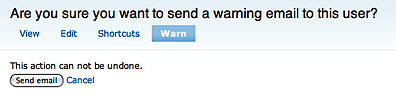 Are you sure you want to send a warning email to this user?
View Edit Shortcuts Warn
This action can not be undone.
Send email Cancel